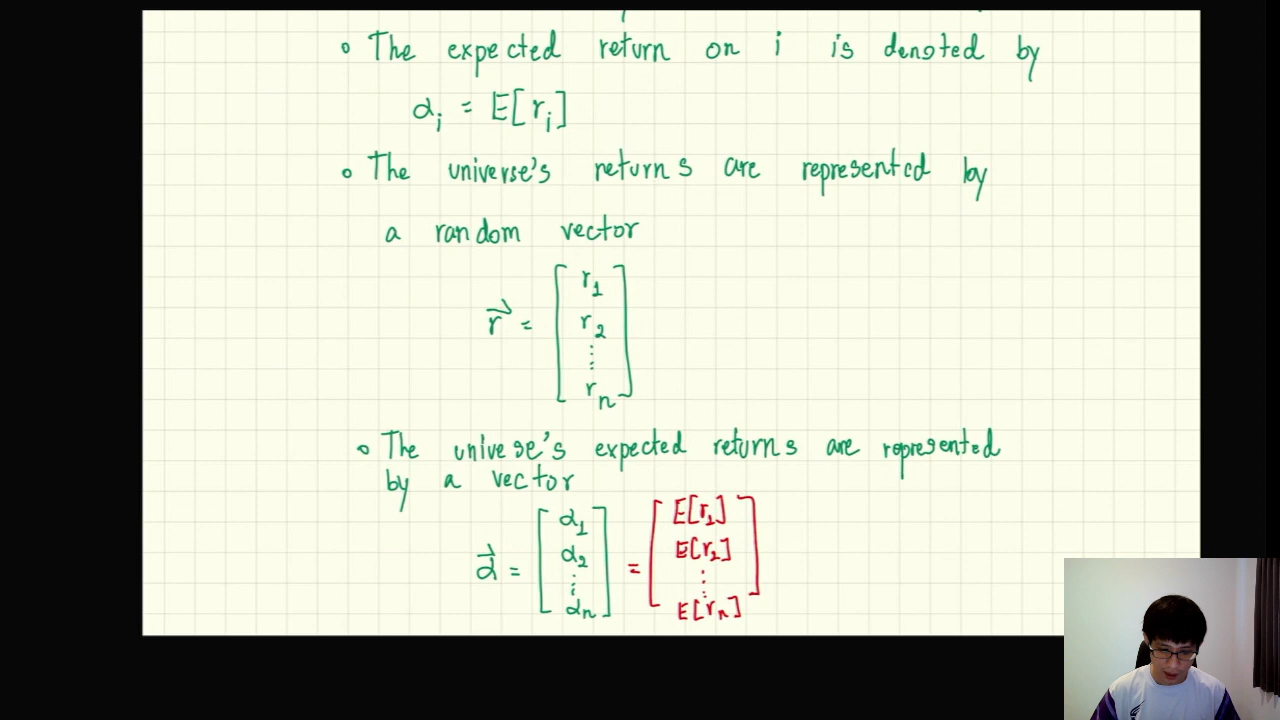 • The expected return on i is denoted by
α_i = E[r_i]
• The universe's returns are represented by
a random vector
r⃗ = [ r_1
r_2
⋮
r_n ]
• The univese's expected returns are represented
by a vector
α⃗ = [ α_1 α_2 ⋮ α_n ] = [ E[r_1] E[r_2] ⋮ E[r_n] ]